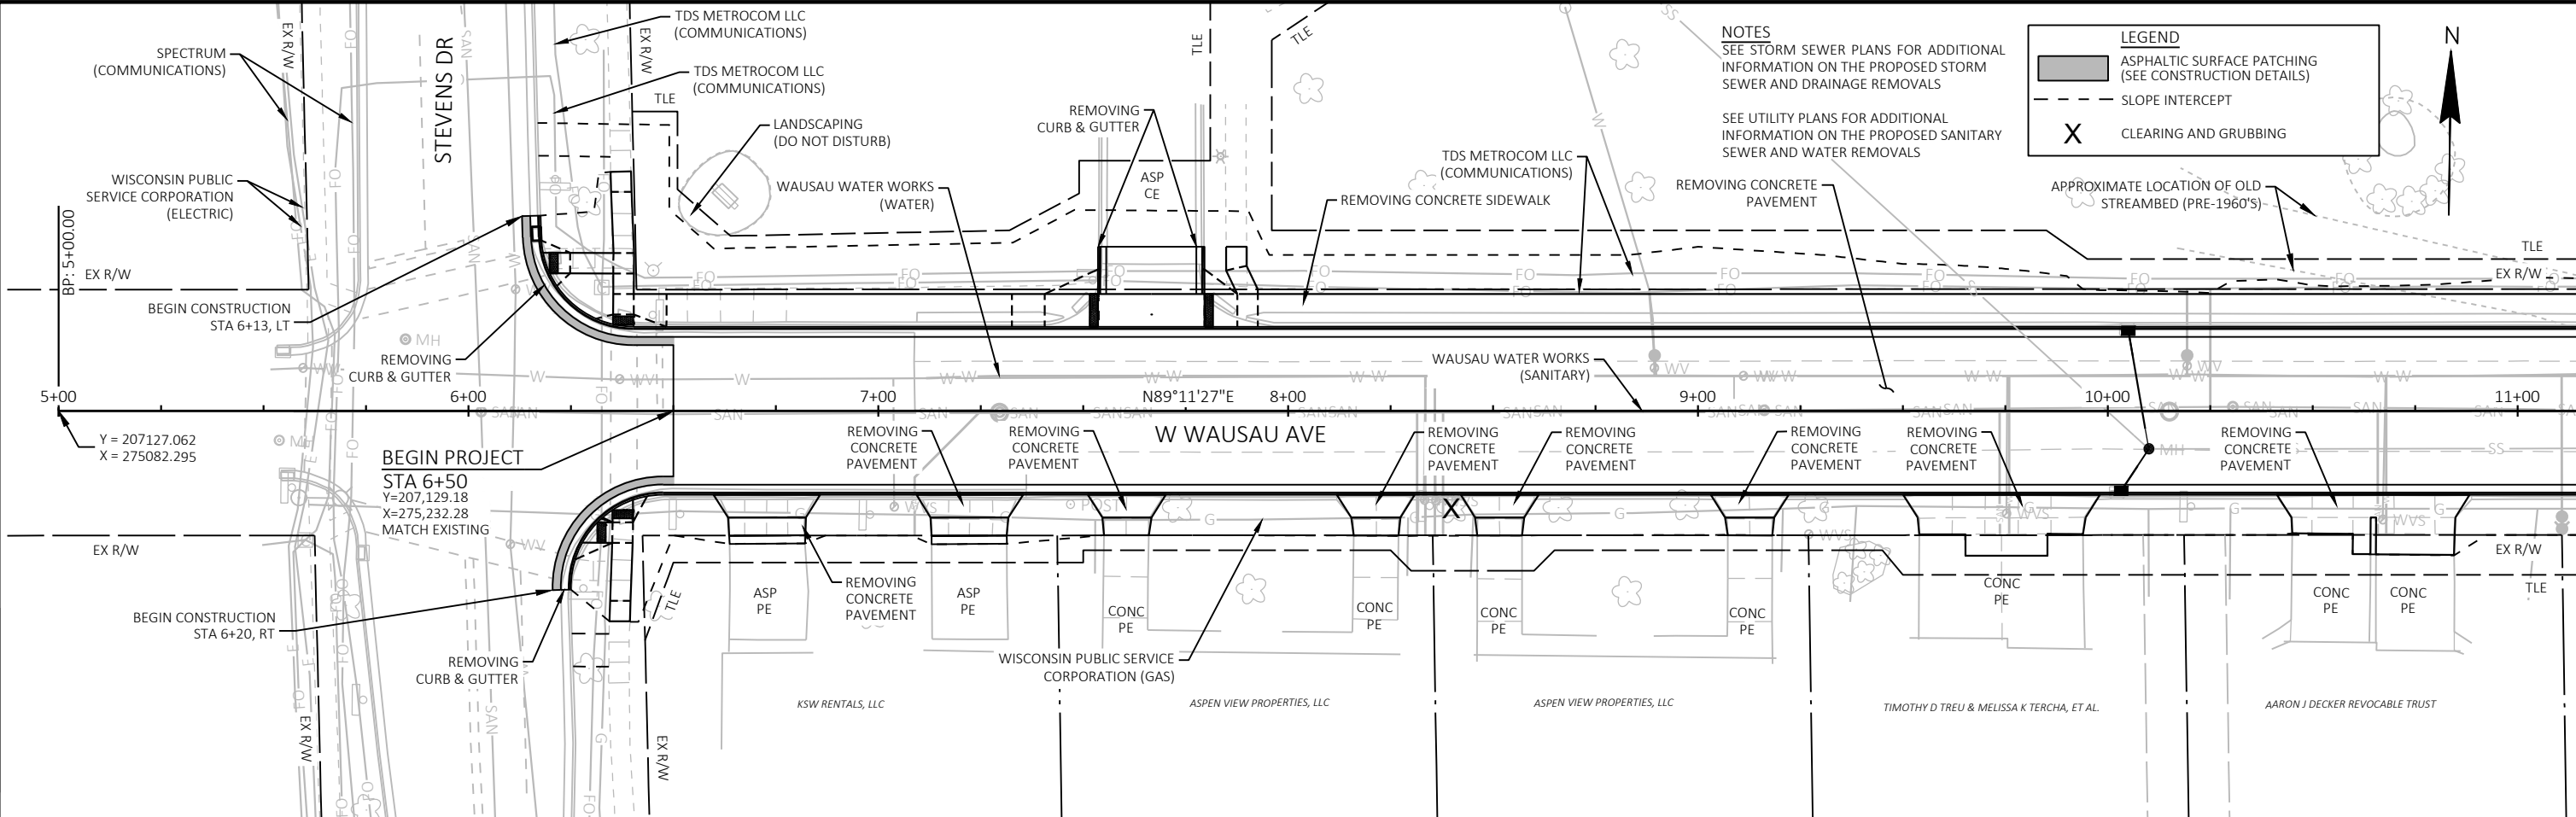 TDS METROCOM LLC
(COMMUNICATIONS)
SPECTRUM
(COMMUNICATIONS)
EX R/W
STEVENS DR
EX R/W
TDS METROCOM LLC
(COMMUNICATIONS)
TLE
LANDSCAPING
(DO NOT DISTURB)
REMOVING
CURB & GUTTER
TLE
TLE
NOTES
SEE STORM SEWER PLANS FOR ADDITIONAL
INFORMATION ON THE PROPOSED STORM
SEWER AND DRAINAGE REMOVALS
SEE UTILITY PLANS FOR ADDITIONAL
INFORMATION ON THE PROPOSED SANITARY
SEWER AND WATER REMOVALS
LEGEND
ASPHALTIC SURFACE PATCHING
(SEE CONSTRUCTION DETAILS)
SLOPE INTERCEPT
X CLEARING AND GRUBBING
N
WISCONSIN PUBLIC
SERVICE CORPORATION
(ELECTRIC)
WAUSAU WATER WORKS
(WATER)
ASP
CE
TDS METROCOM LLC
(COMMUNICATIONS)
REMOVING CONCRETE SIDEWALK
REMOVING CONCRETE
PAVEMENT
APPROXIMATE LOCATION OF OLD
STREAMBED (PRE-1960'S)
TLE
EX R/W
BP: 5+00.00
EX R/W
BEGIN CONSTRUCTION
STA 6+13, LT
REMOVING
CURB & GUTTER
WAUSAU WATER WORKS
(SANITARY)
5+00
6+00
7+00
N89°11'27"E
8+00
9+00
10+00
11+00
Y = 207127.062
X = 275082.295
W WAUSAU AVE
BEGIN PROJECT
STA 6+50
Y=207,129.18
X=275,232.28
MATCH EXISTING
REMOVING
CONCRETE
PAVEMENT
REMOVING
CONCRETE
PAVEMENT
REMOVING
CONCRETE
PAVEMENT
REMOVING
CONCRETE
PAVEMENT
REMOVING
CONCRETE
PAVEMENT
REMOVING
CONCRETE
PAVEMENT
REMOVING
CONCRETE
PAVEMENT
X
EX R/W
EX R/W
TLE
BEGIN CONSTRUCTION
STA 6+20, RT
REMOVING
CURB & GUTTER
TLE
ASP
PE
REMOVING
CONCRETE
PAVEMENT
ASP
PE
CONC
PE
CONC
PE
CONC
PE
CONC
PE
CONC
PE
CONC
PE
CONC
PE
WISCONSIN PUBLIC SERVICE
CORPORATION (GAS)
EX R/W
EX R/W
KSW RENTALS, LLC
ASPEN VIEW PROPERTIES, LLC
ASPEN VIEW PROPERTIES, LLC
TIMOTHY D TREU & MELISSA K TERCHA, ET AL.
AARON J DECKER REVOCABLE TRUST